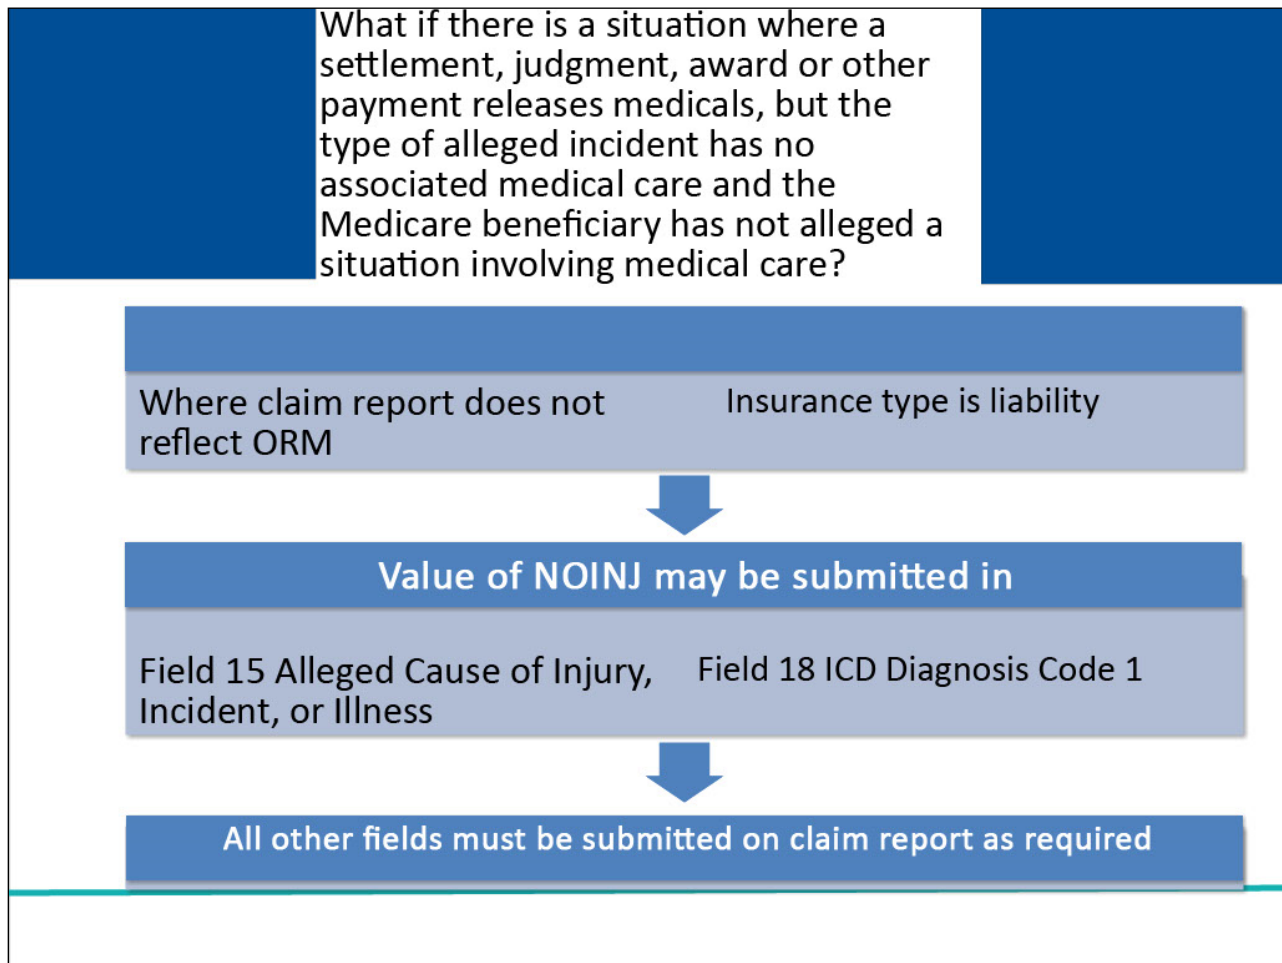 What if there is a situation where a
settlement, judgment, award or other
payment releases medicals, but the
type of alleged incident has no
associated medical care and the
Medicare beneficiary has not alleged a
situation involving medical care?
Where claim report does not
reflect ORM
Insurance type is liability
Value of NOINJ may be submitted in
Field 15 Alleged Cause of Injury,
Incident, or Illness
Field 18 ICD Diagnosis Code 1
All other fields must be submitted on claim report as required